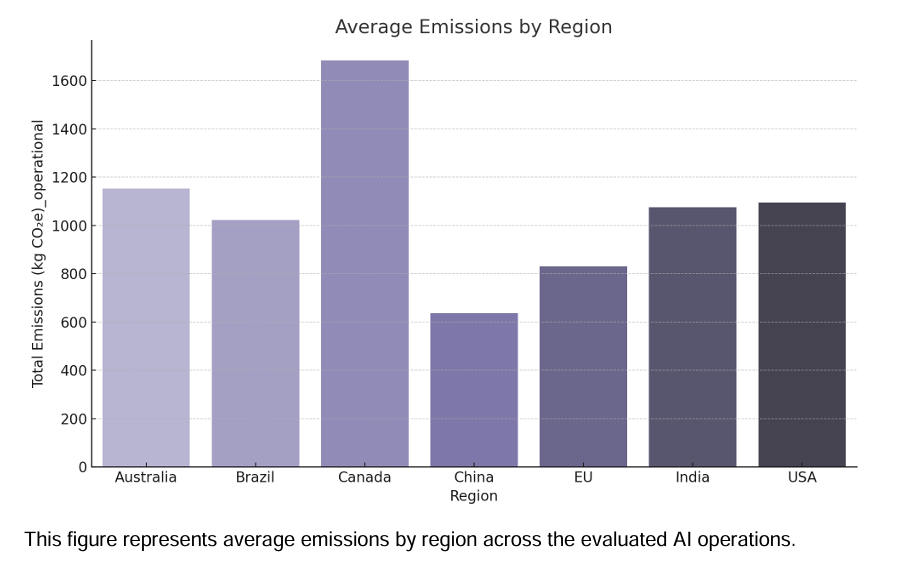 Average Emissions by Region
Total Emissions (kg CO₂e)_operational
1600
1400
1200
1000
800
600
400
200
0
Australia Brazil Canada China EU India USA
Region
This figure represents average emissions by region across the evaluated AI operations.